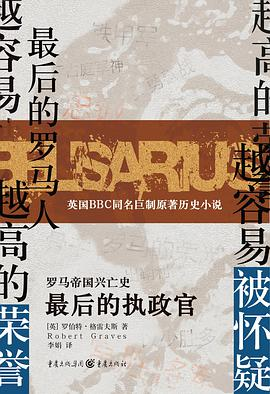 越容易
越高的荣誉
最后的罗马人
越高的
越容易
被怀疑
ELISARIUS
英国BBC同名巨制原著历史小说
罗马帝国兴亡史
最后的执政官
[英] 罗伯特·格雷夫斯 著
Robert Graves
李娟 译
重庆出版集团 重庆出版社